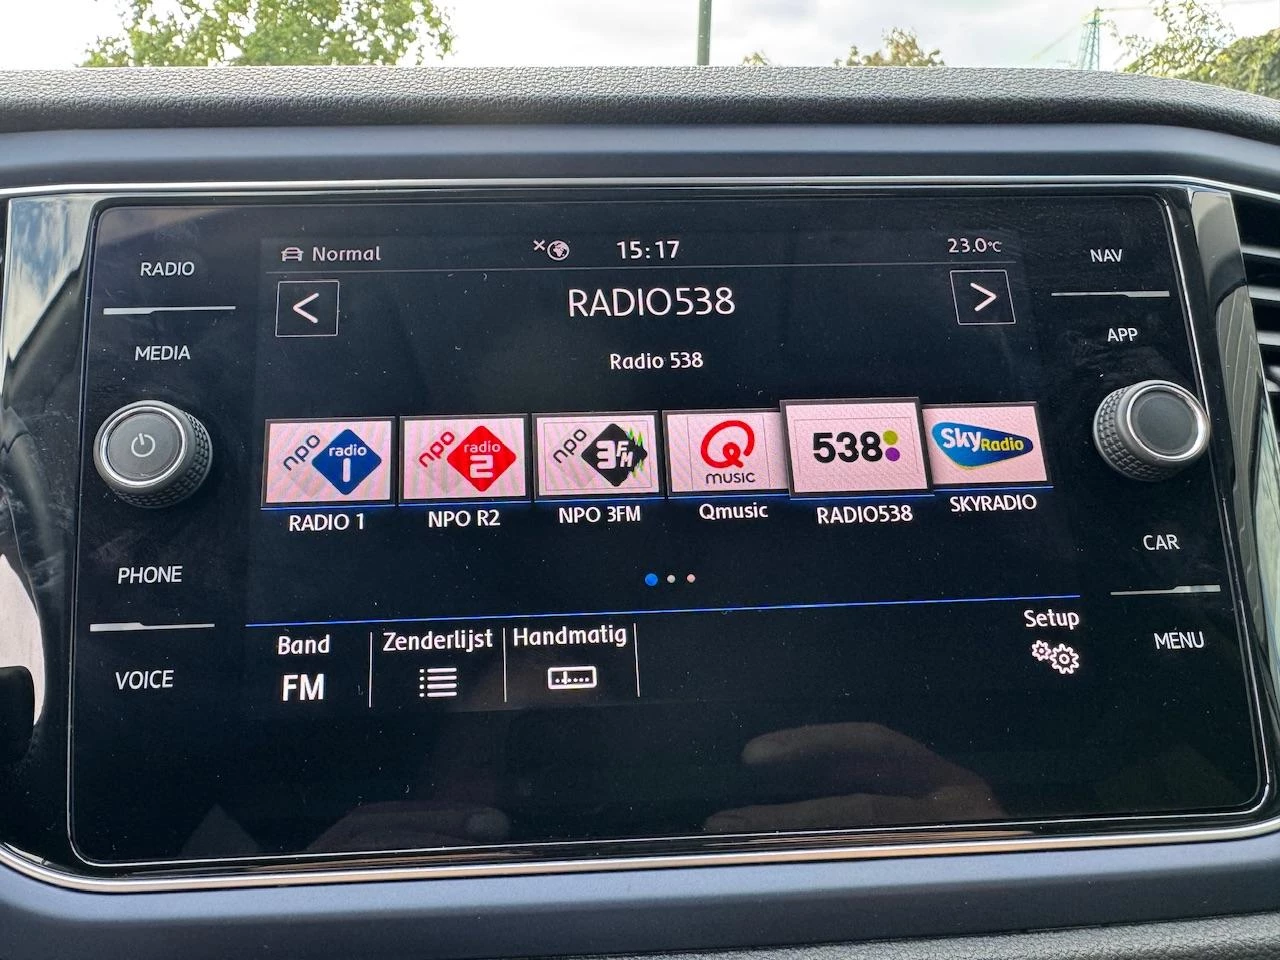 RADIO
MEDIA
PHONE
VOICE
Normal
15:17
23.0°C
RADIO538
Radio 538
npo radio 1
npo radio 2
npo 3FM
Q MUSIC
538
Sky RADIO
RADIO 1
NPO R2
NPO 3FM
Qmusic
RADIO538
SKYRADIO
Band
FM
Zenderlijst
Handmatig
Setup
NAV
APP
CAR
MENU